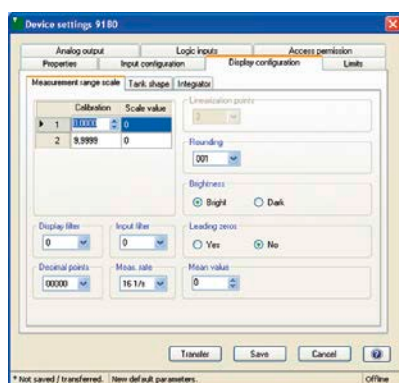 Device settings 9180
Analog output Logic inputs Access permission
Properties Input configuration Display configuration Limits
Measurement range scale Tank shape Integrator
Calibration Scale value
1 0.0000 0
2 9.9999 0
Linearization points
2
Rounding
001
Brightness
Bright Dark
Display filter Input filter Leading zeros
0 0 Yes No
Decimal points Meas. rate Mean value
00000 16 1/s 0
Transfer Save Cancel ?
* Not saved / transferred. New default parameters. Offline